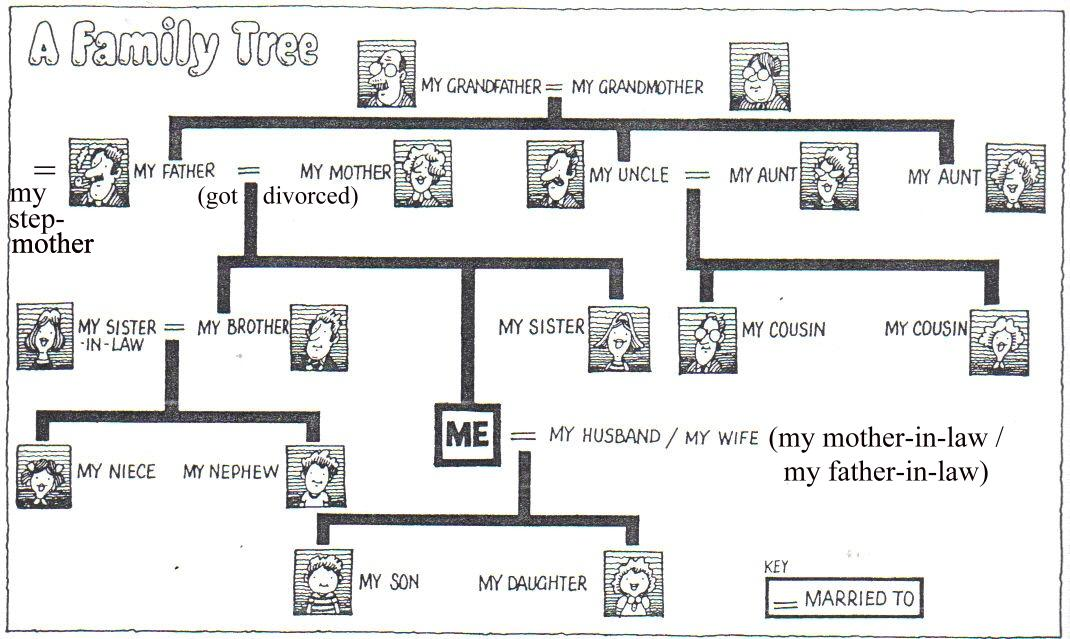 A Family Tree
MY GRANDFATHER = MY GRANDMOTHER
= MY FATHER = MY MOTHER
MY UNCLE = MY AUNT
MY AUNT
my
step-
mother
(got divorced)
MY SISTER
-IN-LAW
= MY BROTHER
MY SISTER
MY COUSIN
MY COUSIN
ME = MY HUSBAND / MY WIFE (my mother-in-law /
my father-in-law)
MY NIECE
MY NEPHEW
MY SON
MY DAUGHTER
KEY
= MARRIED TO